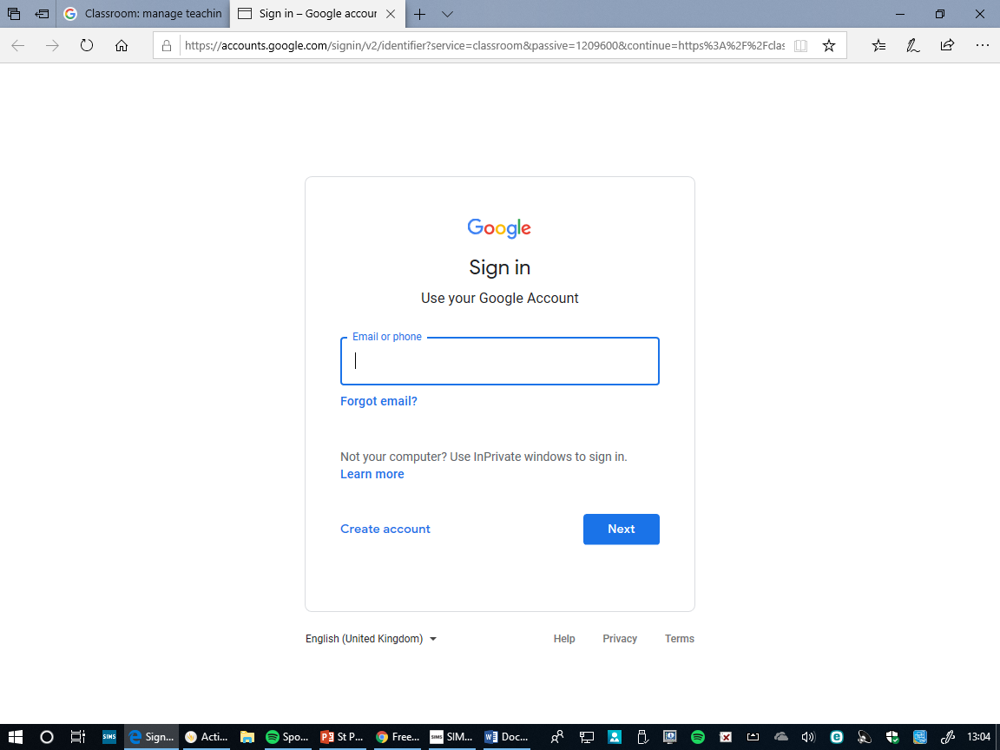 Classroom: manage teachin
Sign in – Google accour
https://accounts.google.com/signin/v2/identifier?service=classroom&passive=1209600&continue=https%3A%2F%2Fclas
Google
Sign in
Use your Google Account
Email or phone
Forgot email?
Not your computer? Use InPrivate windows to sign in.
Learn more
Create account
Next
English (United Kingdom)
Help
Privacy
Terms
SIMS
Sign...
Acti...
Spo...
St P...
Free...
SIMS
SIM...
Doc...
13:04